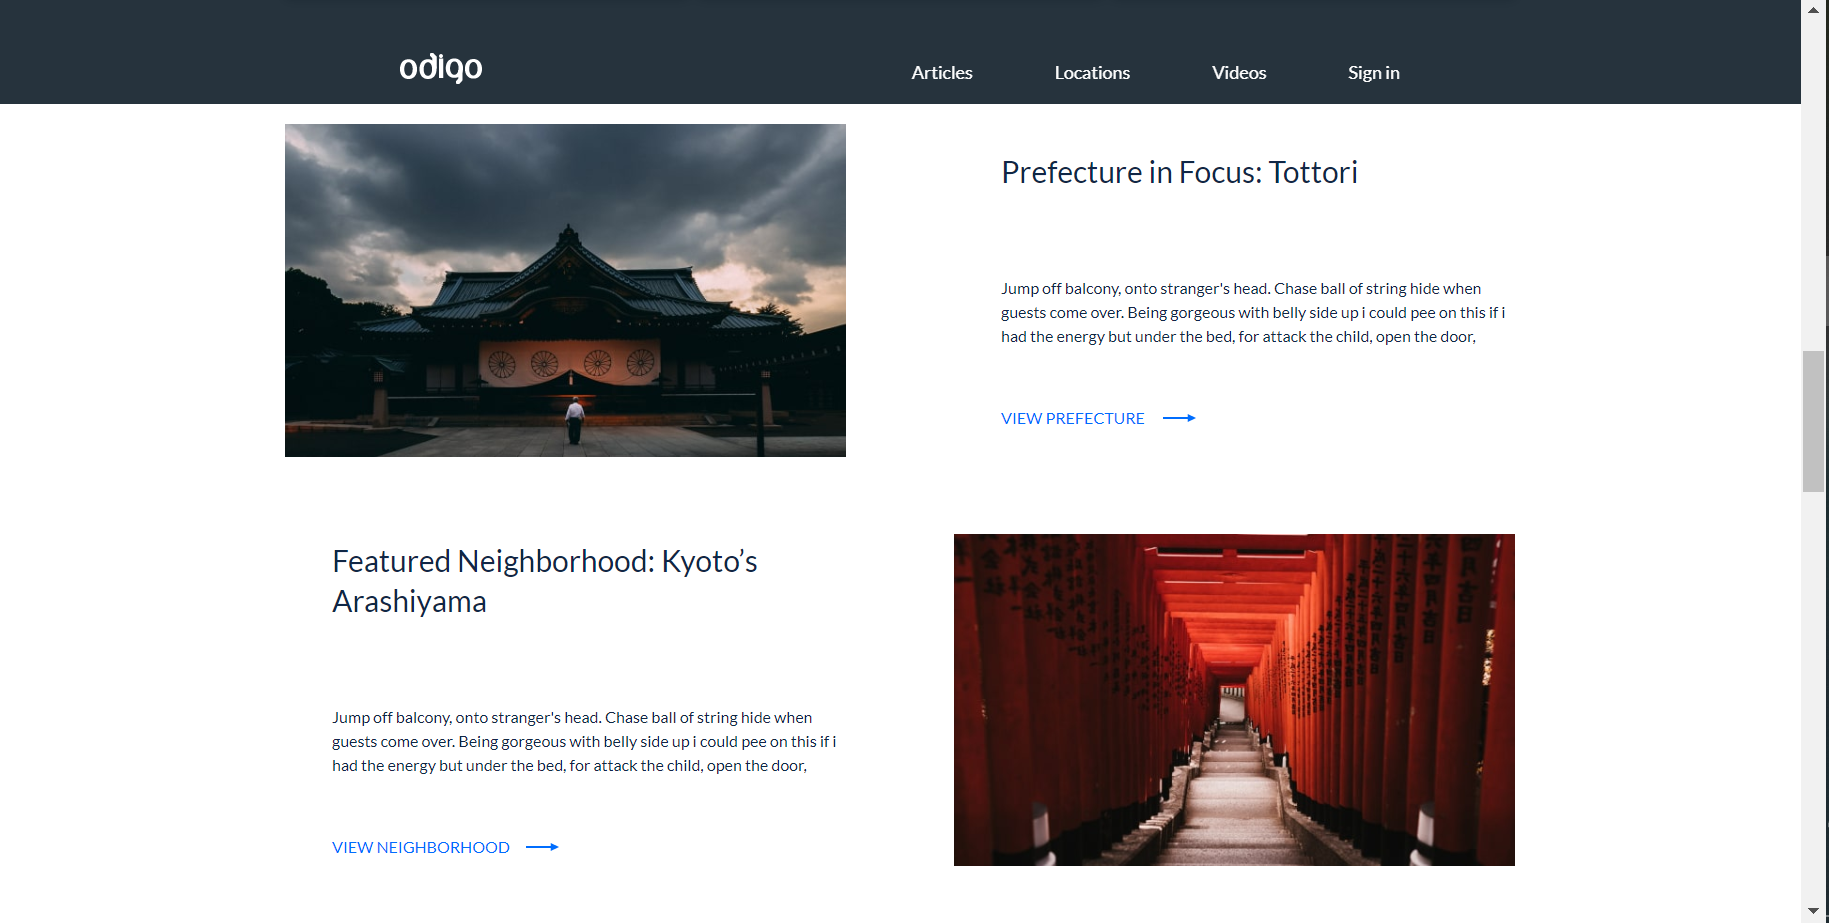 odigo
Articles
Locations
Videos
Sign in
Prefecture in Focus: Tottori
Jump off balcony, onto stranger's head. Chase ball of string hide when
guests come over. Being gorgeous with belly side up i could pee on this if i
had the energy but under the bed, for attack the child, open the door,
VIEW PREFECTURE
Featured Neighborhood: Kyoto’s
Arashiyama
Jump off balcony, onto stranger's head. Chase ball of string hide when
guests come over. Being gorgeous with belly side up i could pee on this if i
had the energy but under the bed, for attack the child, open the door,
VIEW NEIGHBORHOOD